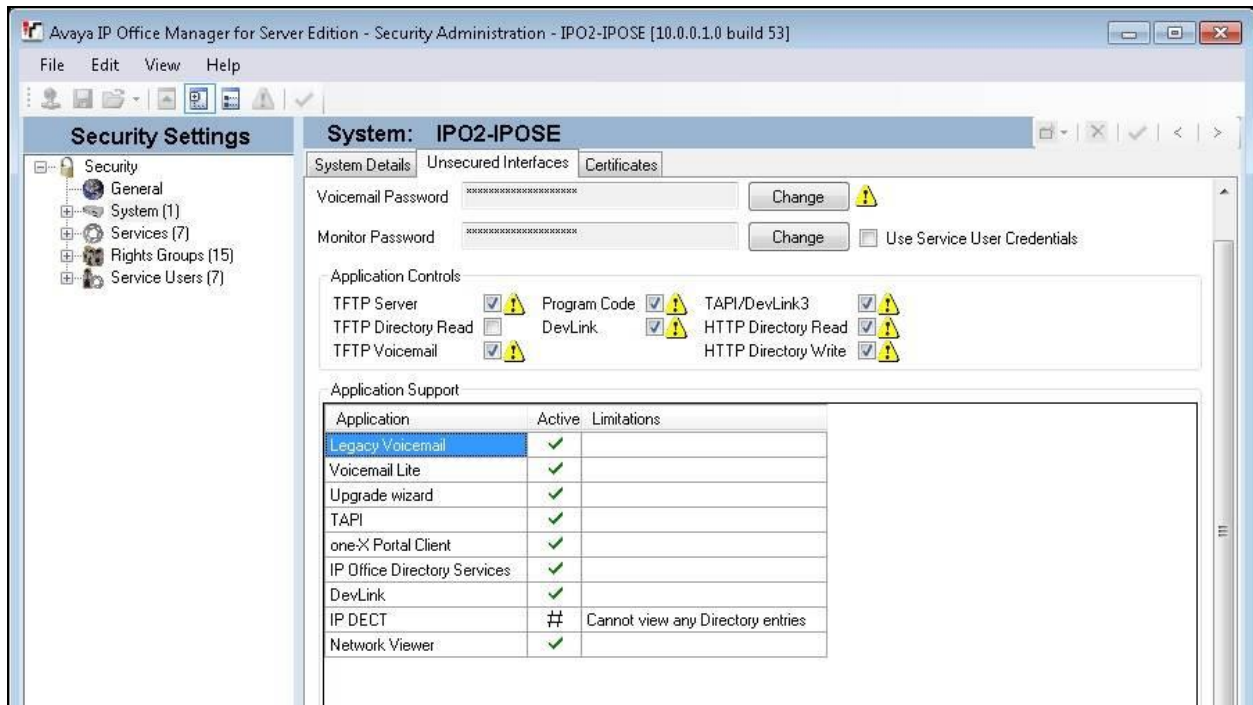 Avaya IP Office Manager for Server Edition - Security Administration - IPO2-IPOSE [10.0.0.1.0 build 53]
File Edit View Help
Security Settings
Security
General
System (1)
Services (7)
Rights Groups (15)
Service Users (7)
System: IPO2-IPOSE
System Details Unsecured Interfaces Certificates
Voicemail Password ******************** Change
Monitor Password ******************** Change Use Service User Credentials
Application Controls
TFTP Server Program Code TAPI/DevLink3
TFTP Directory Read DevLink HTTP Directory Read
TFTP Voicemail HTTP Directory Write
Application Support
Application Active Limitations
Legacy Voicemail
Voicemail Lite
Upgrade wizard
TAPI
one-X Portal Client
IP Office Directory Services
DevLink
IP DECT # Cannot view any Directory entries
Network Viewer